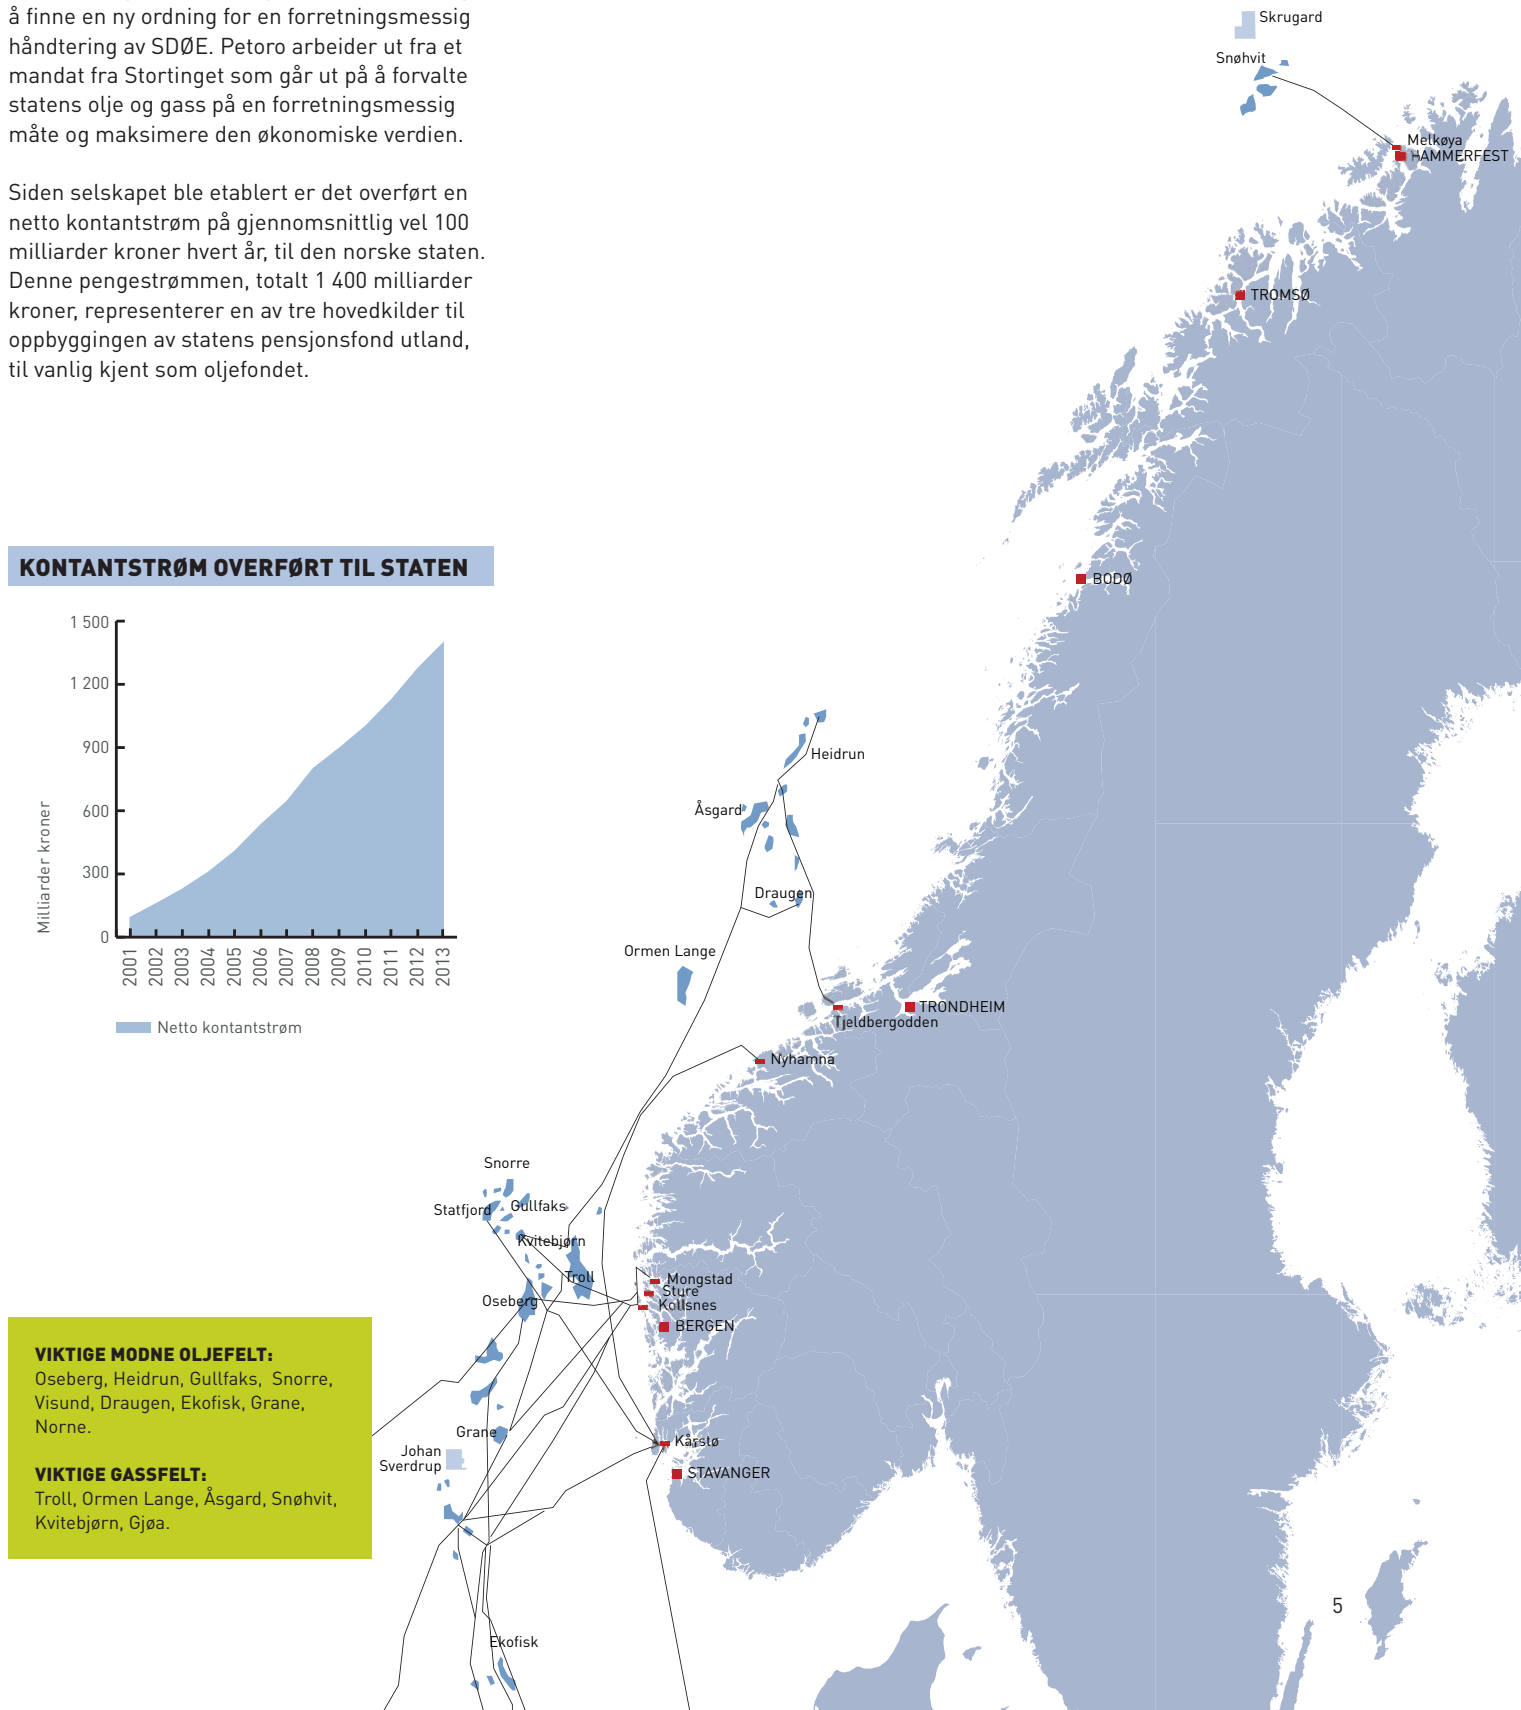 å finne en ny ordning for en forretningsmessig
håndtering av SDØE. Petoro arbeider ut fra et
mandat fra Stortinget som går ut på å forvalte
statens olje og gass på en forretningsmessig
måte og maksimere den økonomiske verdien.
Siden selskapet ble etablert er det overført en
netto kontantstrøm på gjennomsnittlig vel 100
milliarder kroner hvert år, til den norske staten.
Denne pengestrømmen, totalt 1 400 milliarder
kroner, representerer en av tre hovedkilder til
oppbyggingen av statens pensjonsfond utland,
til vanlig kjent som oljefondet.
KONTANTSTRØM OVERFØRT TIL STATEN
Milliarder kroner
1 500
1 200
900
600
300
0
2001
2002
2003
2004
2005
2006
2007
2008
2009
2010
2011
2012
2013
Netto kontantstrøm
VIKTIGE MODNE OLJEFELT:
Oseberg, Heidrun, Gullfaks, Snorre,
Visund, Draugen, Ekofisk, Grane,
Norne.
VIKTIGE GASSFELT:
Troll, Ormen Lange, Åsgard, Snøhvit,
Kvitebjørn, Gjøa.
Skrugard
Snøhvit
Melkøya
HAMMERFEST
TROMSØ
BODØ
Heidrun
Åsgard
Draugen
Ormen Lange
TRONDHEIM
Tjeldbergodden
Nyhamna
Snorre
Statfjord
Gullfaks
Kvitebjørn
Troll
Oseberg
Mongstad
Sture
Kollsnes
BERGEN
Grane
Johan
Sverdrup
Kårstø
STAVANGER
Ekofisk
5